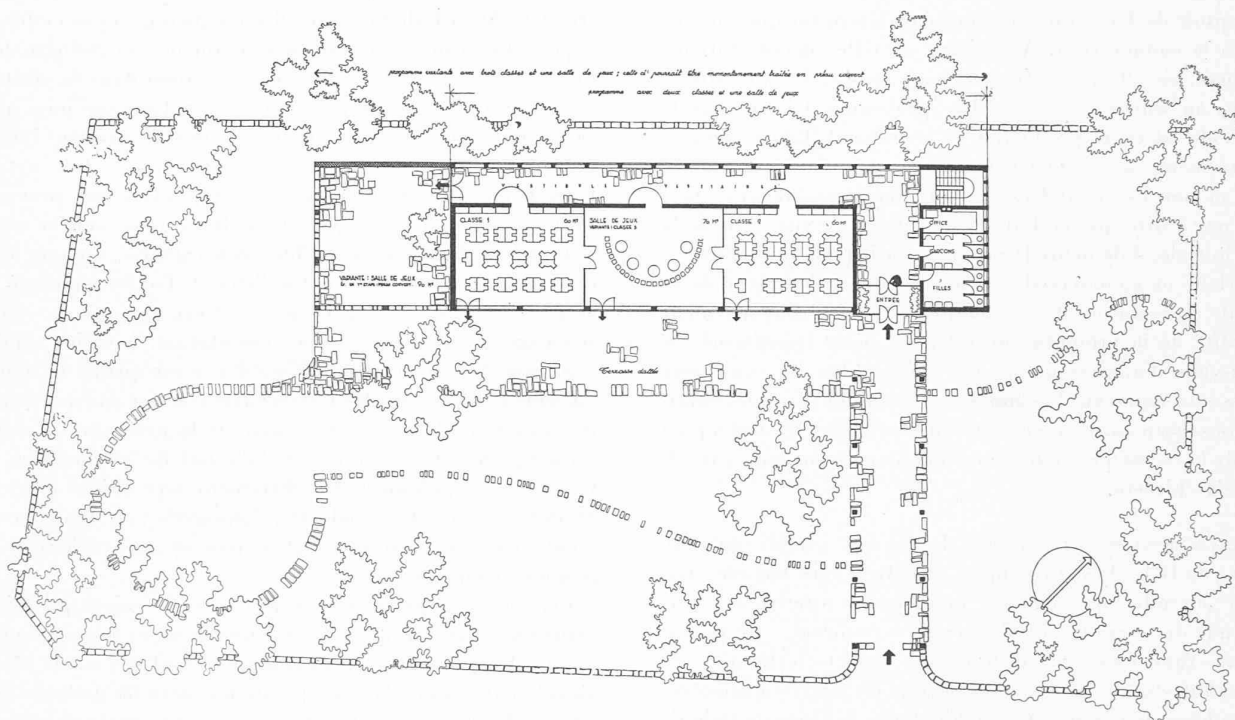 programme variante avec trois classes et une salle de jeux ; celle ci pourrait être momentanément traitée en préau couvert
programme avec deux classes et une salle de jeux
VESTIBULE VESTIAIRES
CLASSE 1 60 M²
SALLE DE JEUX 70 M²
VARIANTE : CLASSE 3
CLASSE 2 60 M²
OFFICE
GARÇONS
FILLES
ENTRÉE
VARIANTE : SALLE DE JEUX
COUVERT 70 M²
Terrasse dallée